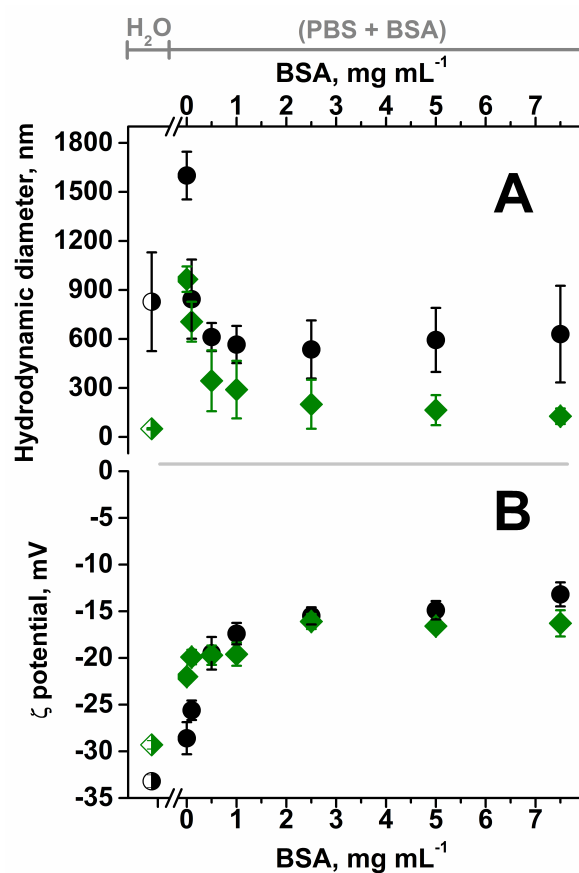 H₂O (PBS + BSA)
BSA, mg mL⁻¹
0 1 2 3 4 5 6 7
Hydrodynamic diameter, nm
1800
1500
1200
900
600
300
0
A
ζ potential, mV
0
-5
-10
-15
-20
-25
-30
-35
B
0 1 2 3 4 5 6 7
BSA, mg mL⁻¹